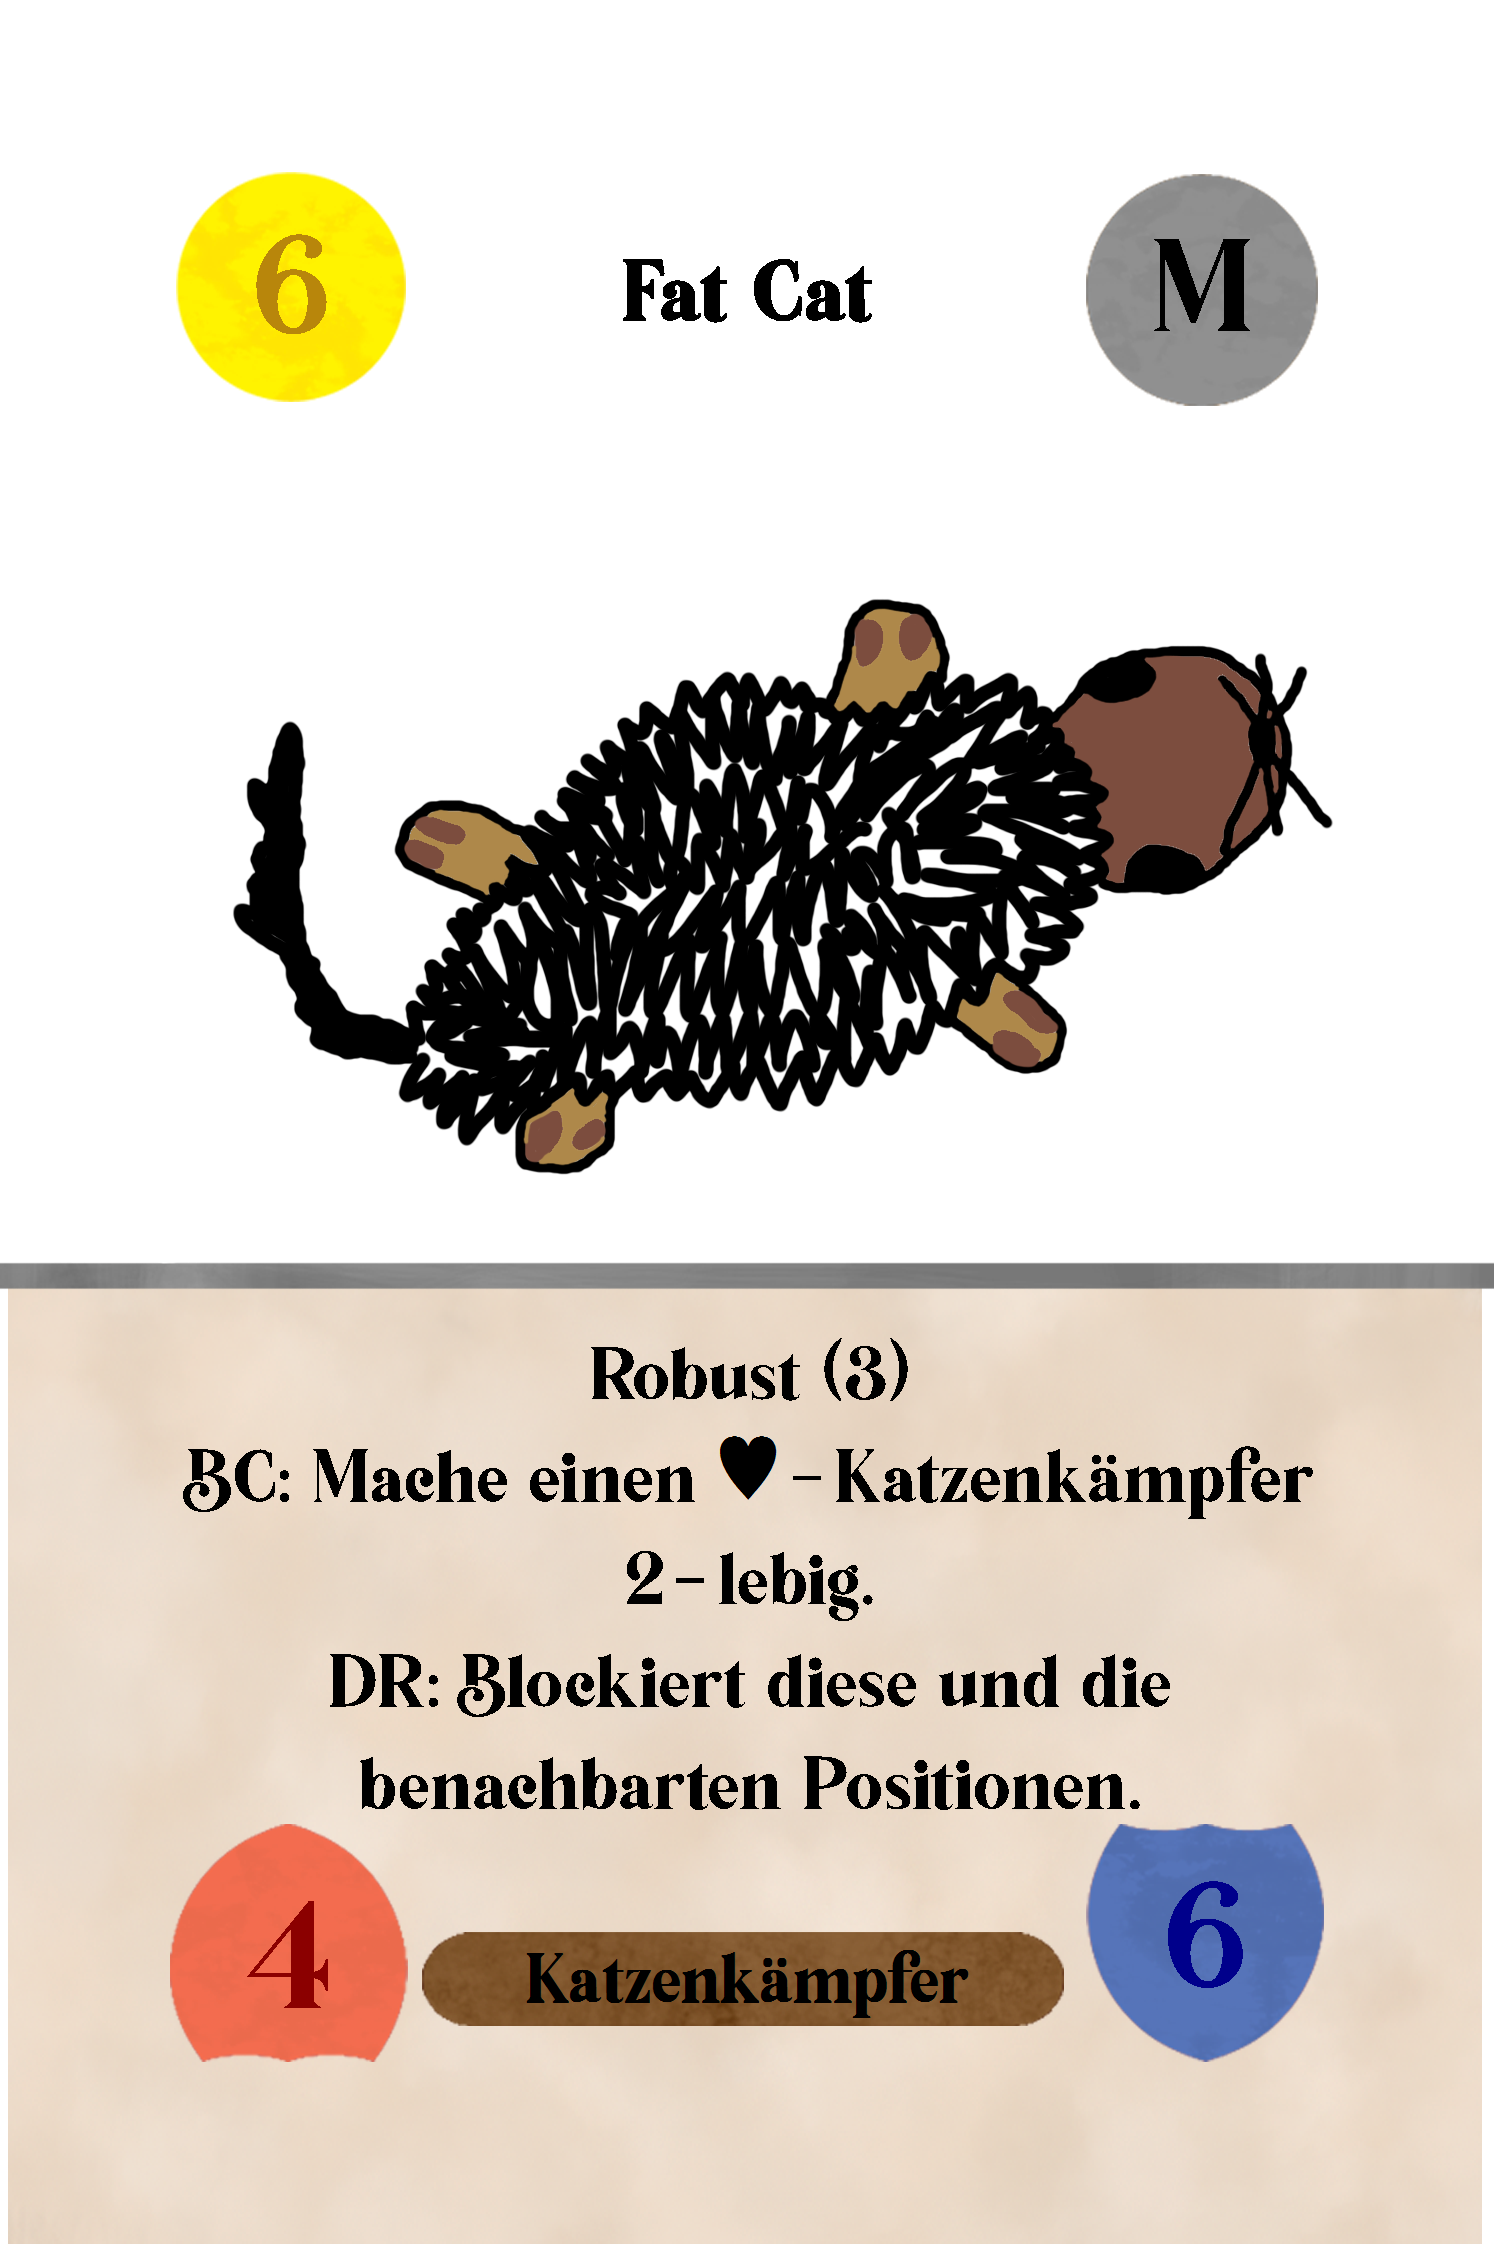 6
Fat Cat
M
Robust (3)
BC: Mache einen ♥-Katzenkämpfer
2-lebig.
DR: Blockiert diese und die
benachbarten Positionen.
4
Katzenkämpfer
6